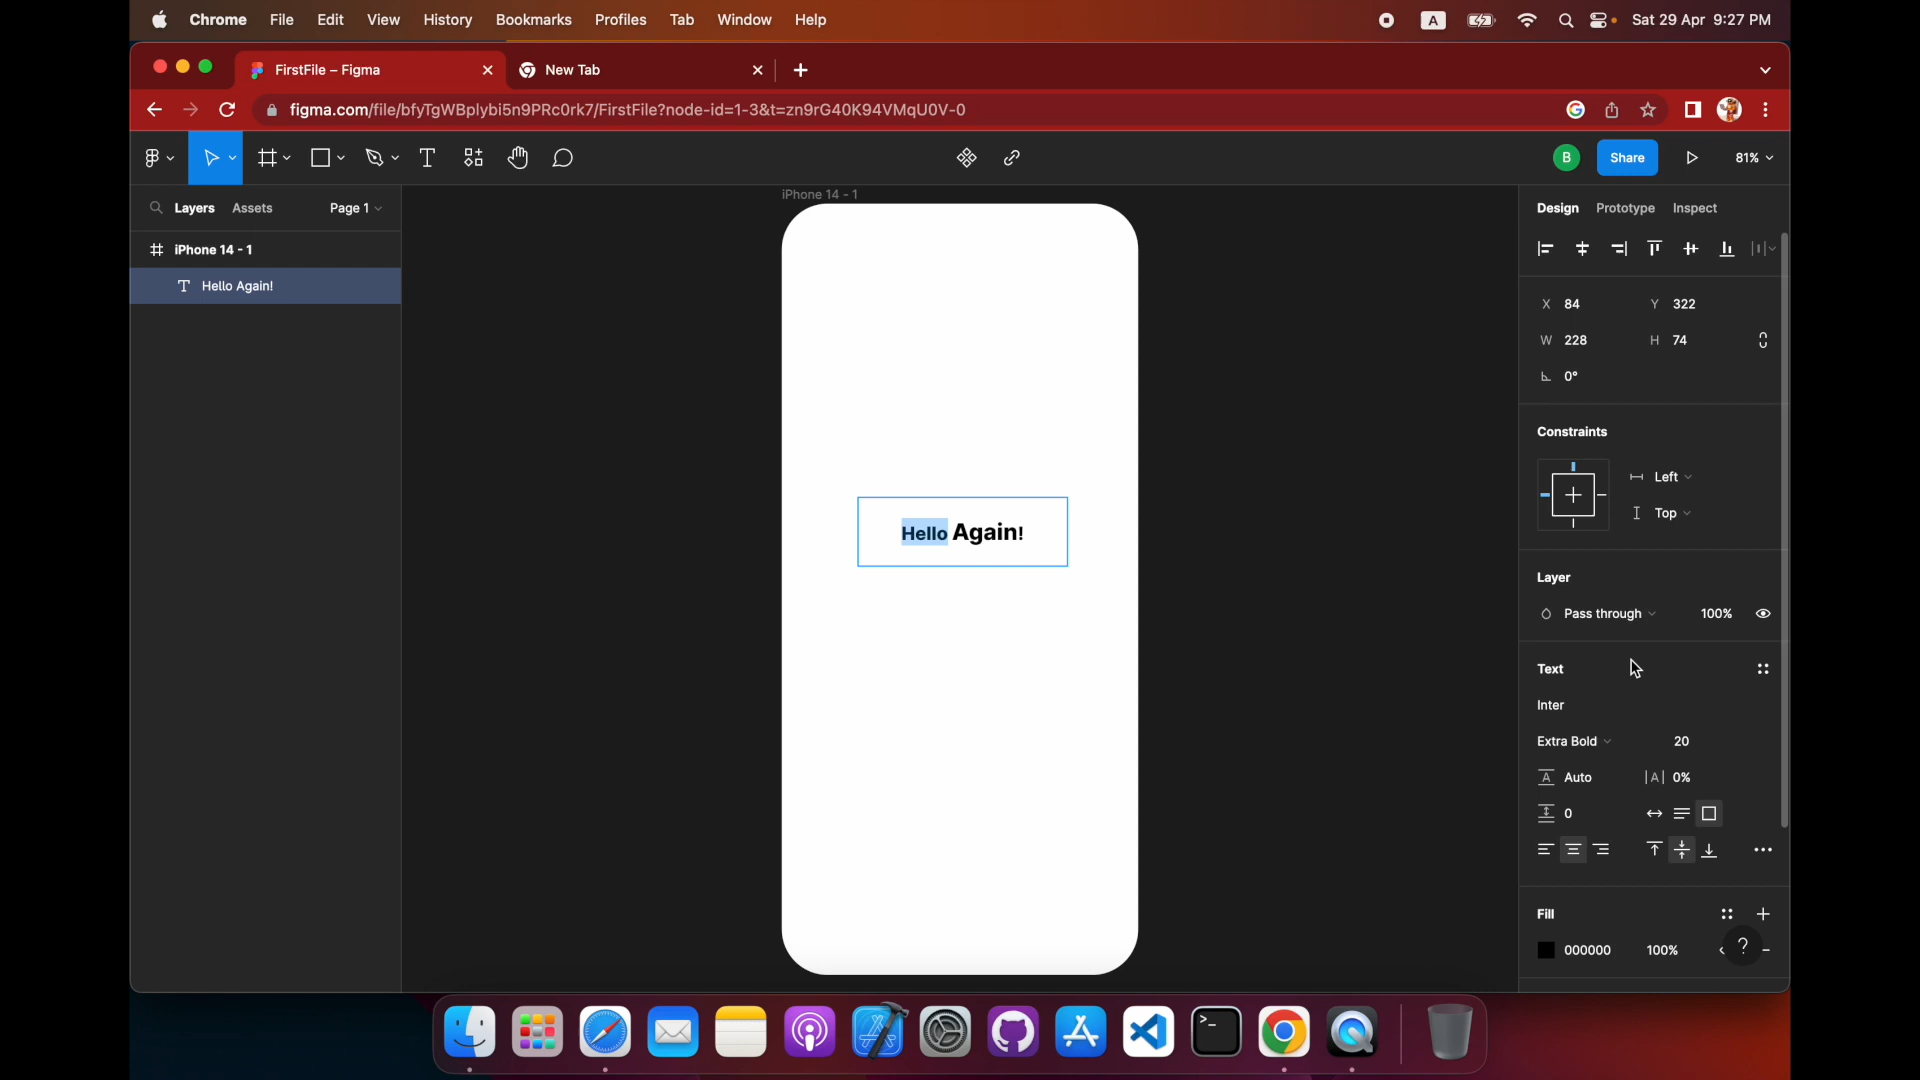 Chrome File Edit View History Bookmarks Profiles Tab Window Help A Sat 29 Apr 9:27 PM
FirstFile – Figma New Tab
figma.com/file/bfyTgWBplybi5n9PRc0rk7/FirstFile?node-id=1-3&t=zn9rG40K94VMqU0V-0
B Share 81%
Layers Assets Page 1
iPhone 14 - 1
Hello Again!
iPhone 14 - 1
Hello Again!
Design Prototype Inspect
X 84 Y 322
W 228 H 74
0°
Constraints
Left
Top
Layer
Pass through 100%
Text
Inter
Extra Bold 20
A Auto |A| 0%
0
Fill
000000 100%
?